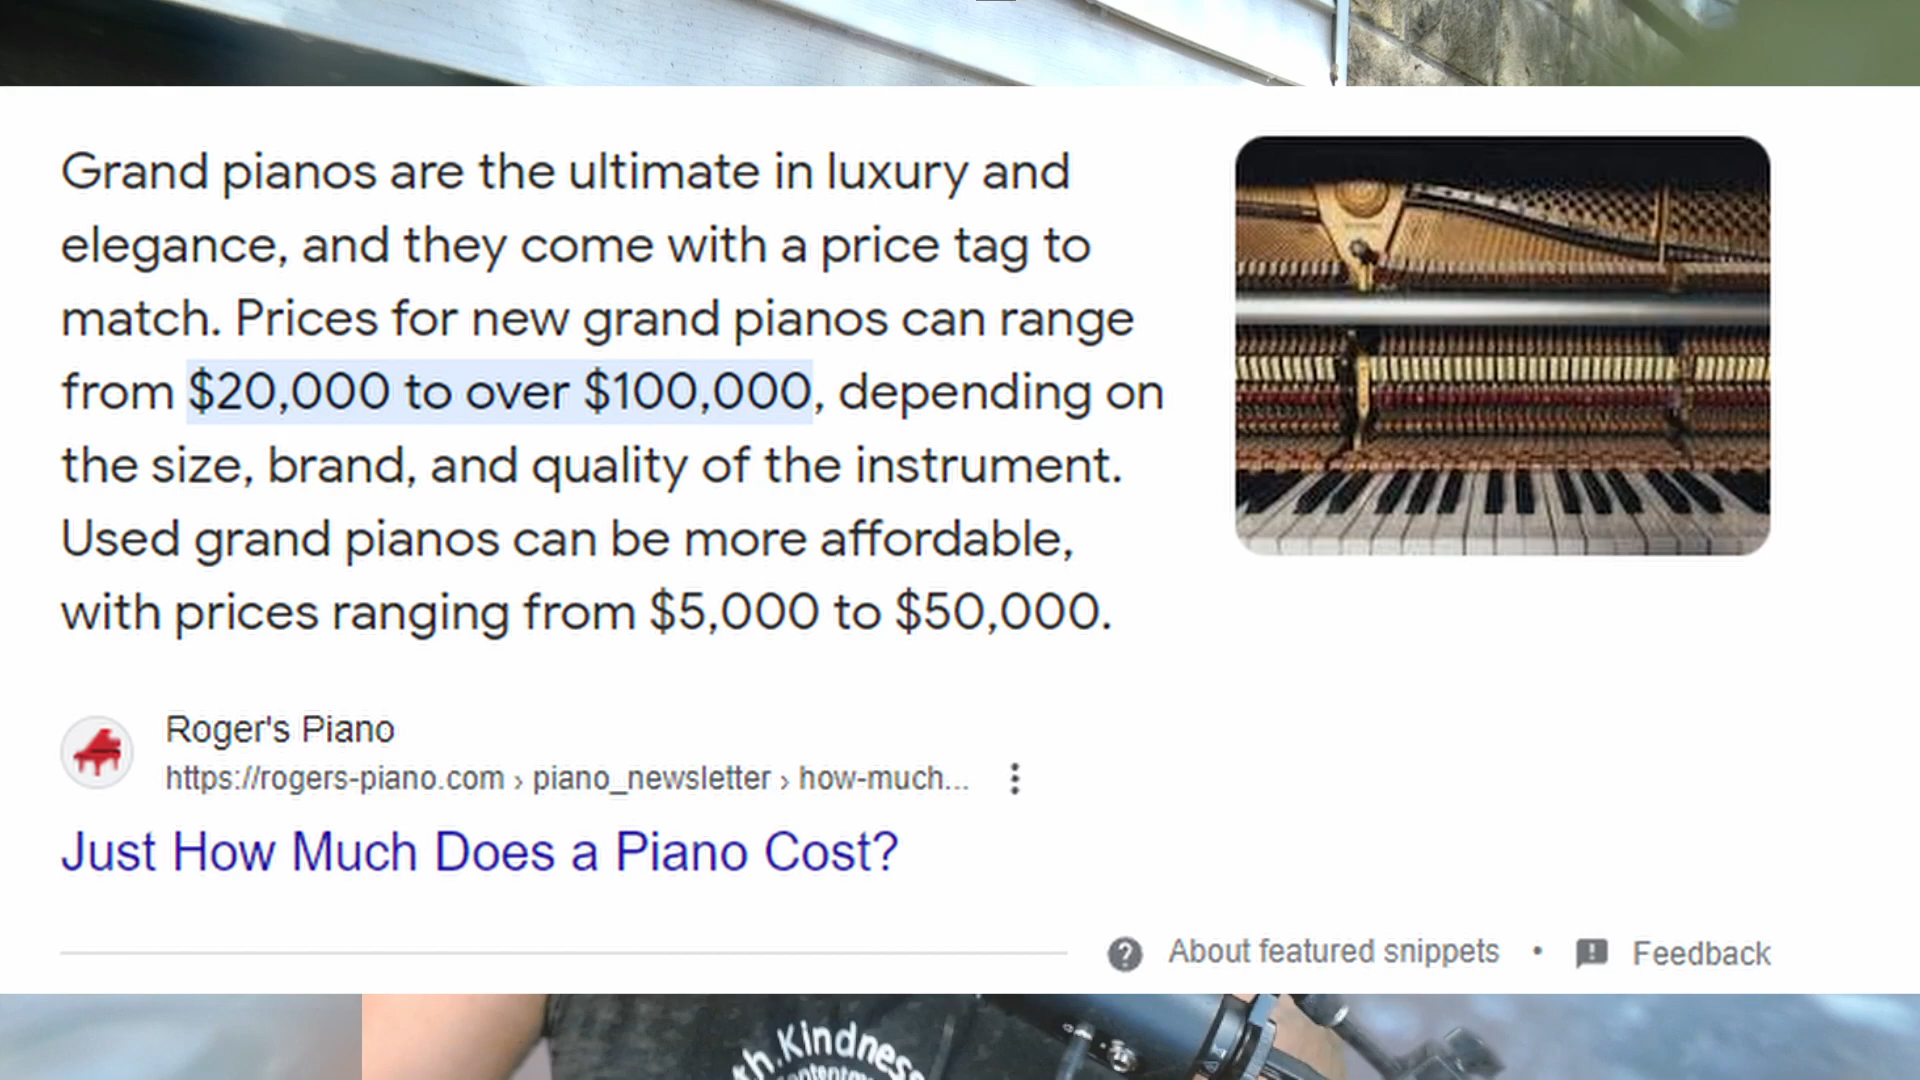 Grand pianos are the ultimate in luxury and
elegance, and they come with a price tag to
match. Prices for new grand pianos can range
from $20,000 to over $100,000, depending on
the size, brand, and quality of the instrument.
Used grand pianos can be more affordable,
with prices ranging from $5,000 to $50,000.
Roger's Piano
https://rogers-piano.com › piano_newsletter › how-much...
Just How Much Does a Piano Cost?
About featured snippets • Feedback
Kindness